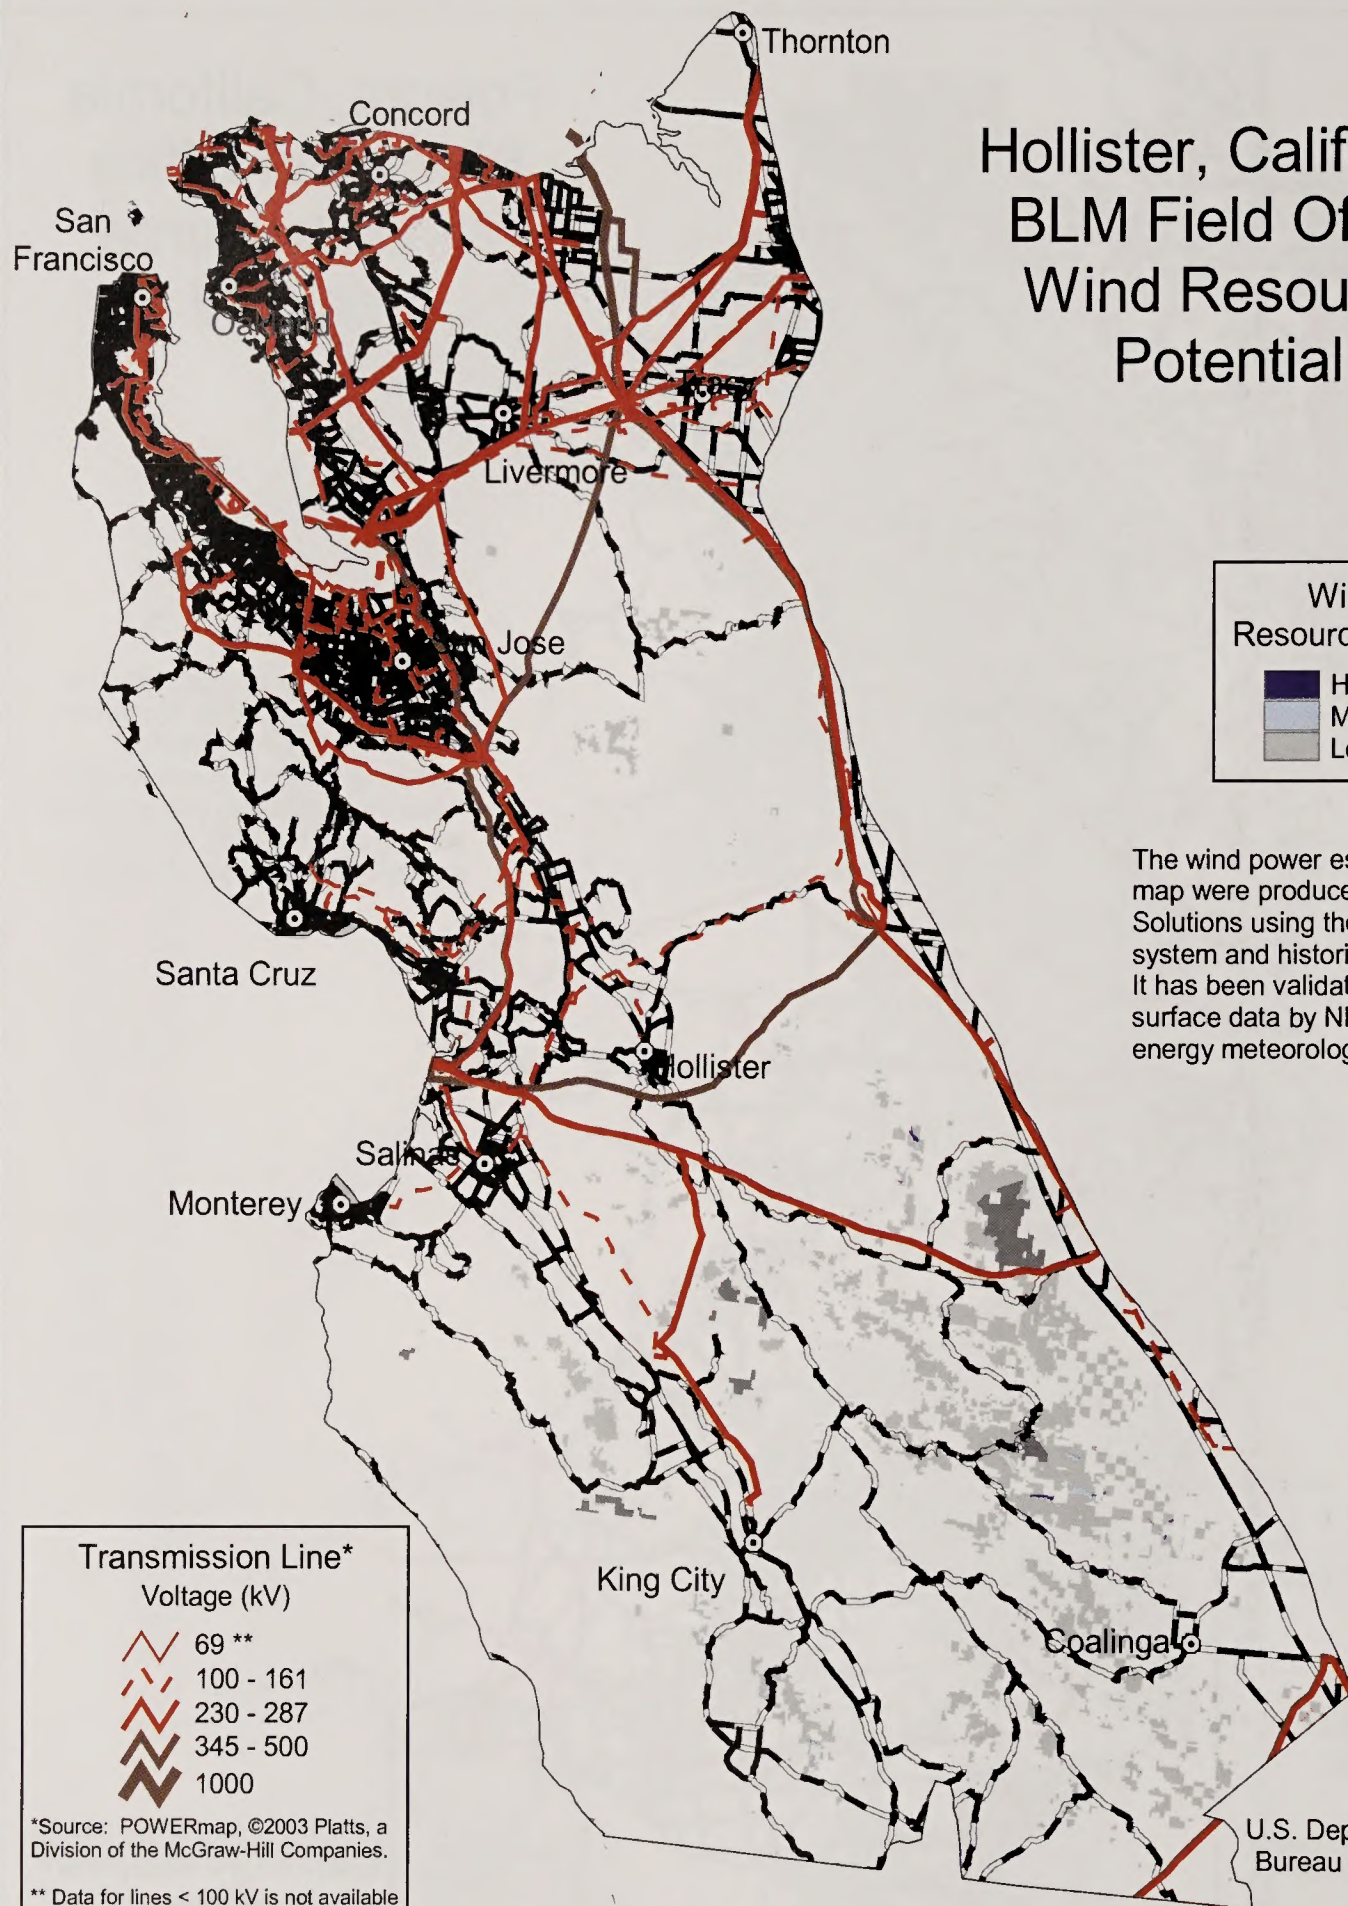 Thornton
Concord
San
Francisco
Oakland
Hollister, Calif
BLM Field Of
Wind Resou
Potential
Tracy
Livermore
San Jose
Wi
Resourc
H
M
Lo
The wind power es
map were produce
Solutions using the
system and histori
It has been validat
surface data by N
energy meteorolog
Santa Cruz
Hollister
Salinas
Monterey
King City
Coalinga
Transmission Line*
Voltage (kV)
69 **
100 - 161
230 - 287
345 - 500
1000
*Source: POWERmap, ©2003 Platts, a
Division of the McGraw-Hill Companies.
** Data for lines < 100 kV is not available
U.S. Dep
Bureau